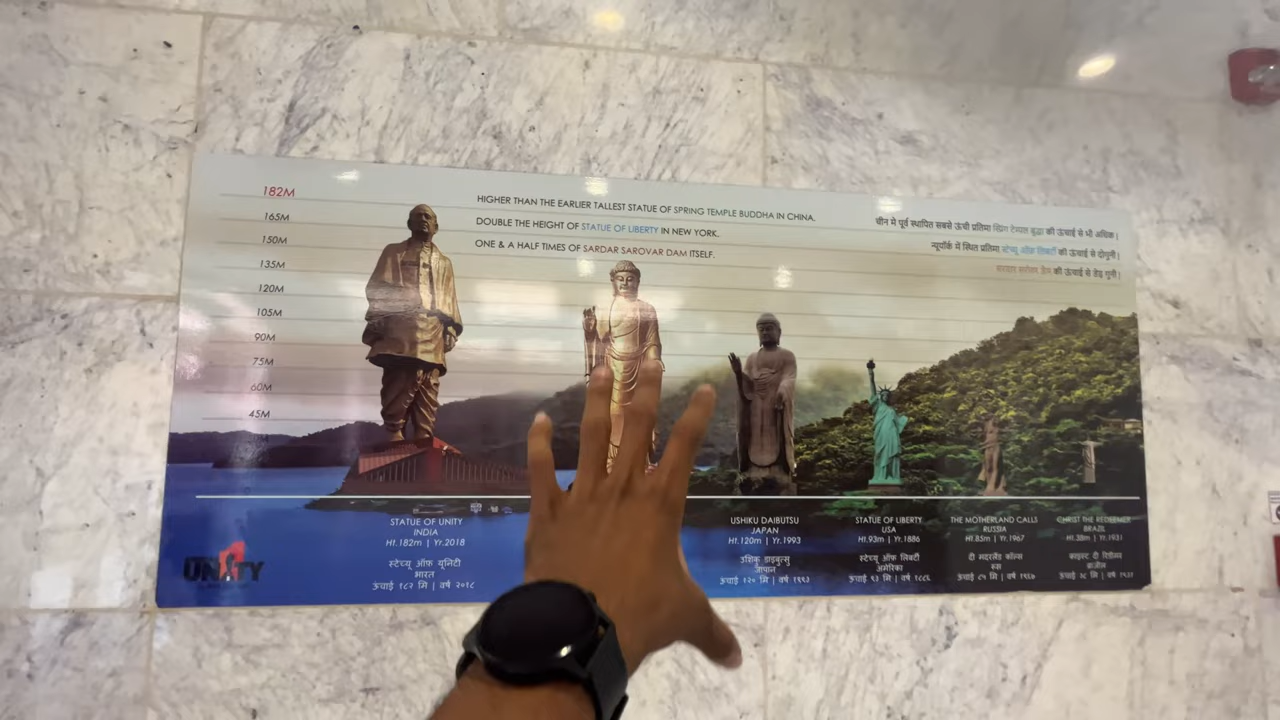 182M
165M
150M
135M
120M
105M
90M
75M
60M
45M
HIGHER THAN THE EARLIER TALLEST STATUE OF SPRING TEMPLE BUDDHA IN CHINA.
DOUBLE THE HEIGHT OF STATUE OF LIBERTY IN NEW YORK.
ONE & A HALF TIMES OF SARDAR SAROVAR DAM ITSELF.
चीन में पूर्व स्थापित सबसे ऊंची प्रतिमा स्प्रिंग टेम्पल बुद्धा की ऊंचाई से भी अधिक।
न्यूयॉर्क में स्थित प्रतिमा स्टेच्यू ऑफ़ लिबर्टी की ऊंचाई से दोगुनी।
सरदार सरोवर डैम की ऊंचाई से डेढ़ गुनी।
UNITY
STATUE OF UNITY
INDIA
Ht.182m | Yr.2018
स्टेच्यू ऑफ़ यूनिटी
भारत
ऊंचाई १८२ मि | वर्ष २०१८
USHIKU DAIBUTSU
JAPAN
Ht.120m | Yr.1993
उशिकु डाइबुत्सु
जापान
ऊंचाई १२० मि | वर्ष १९९३
STATUE OF LIBERTY
USA
Ht.93m | Yr.1886
स्टेच्यू ऑफ़ लिबर्टी
अमेरिका
ऊंचाई ९३ मि | वर्ष १८८६
THE MOTHERLAND CALLS
RUSSIA
Ht.85m | Yr.1967
दी मदरलैंड कॉल्स
रूस
ऊंचाई ८५ मि | वर्ष १९६७
CHRIST THE REDEEMER
BRAZIL
Ht.38m | Yr.1931
क्राइस्ट दी रिडीमर
ब्राज़ील
ऊंचाई ३८ मि | वर्ष १९३१